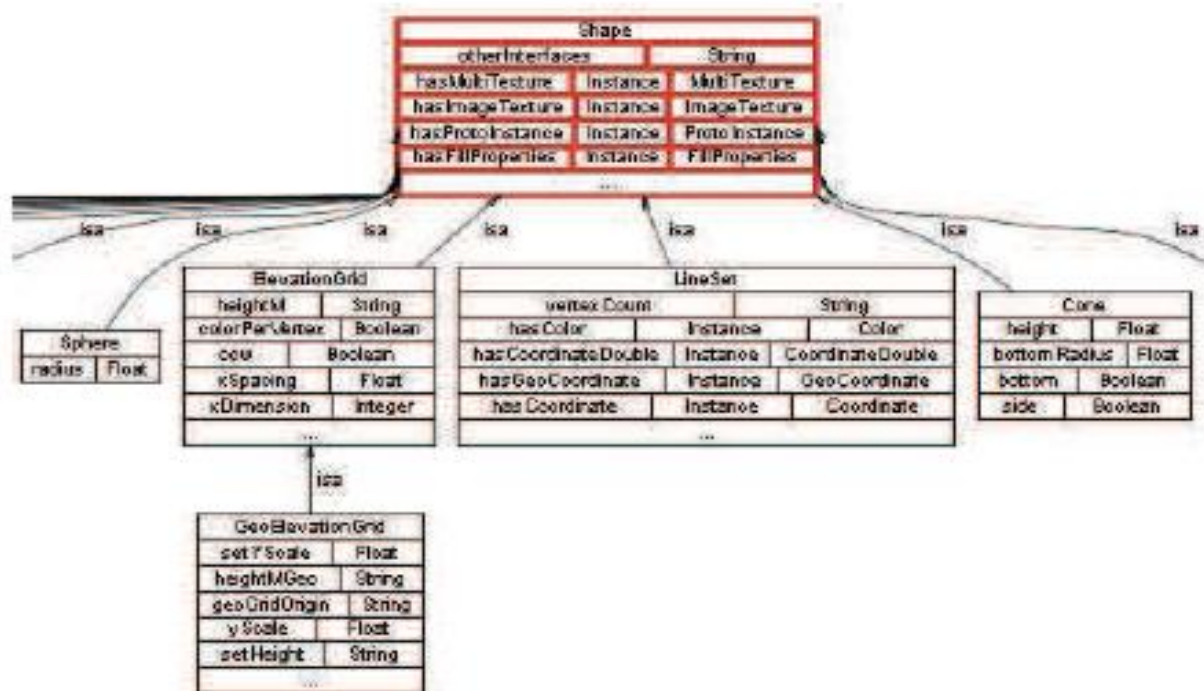 Shape
otherInterfaces String
hasMultiTexture Instance MultiTexture
hasImageTexture Instance ImageTexture
hasProtoInstance Instance ProtoInstance
hasFillProperties Instance FillProperties
.....
isa isa isa isa isa isa isa
Sphere
radius Float
ElevationGrid
heightM String
colorPerVertex Boolean
ccw Boolean
xSpacing Float
xDimension Integer
...
LineSet
vertexCount String
hasColor Instance Color
hasCoordinateDouble Instance CoordinateDouble
hasGeoCoordinate Instance GeoCoordinate
hasCoordinate Instance Coordinate
...
Cone
height Float
bottomRadius Float
bottom Boolean
side Boolean
isa
GeoElevationGrid
setYScale Float
heightMGeo String
geoGridOrigin String
yScale Float
setHeight String
...